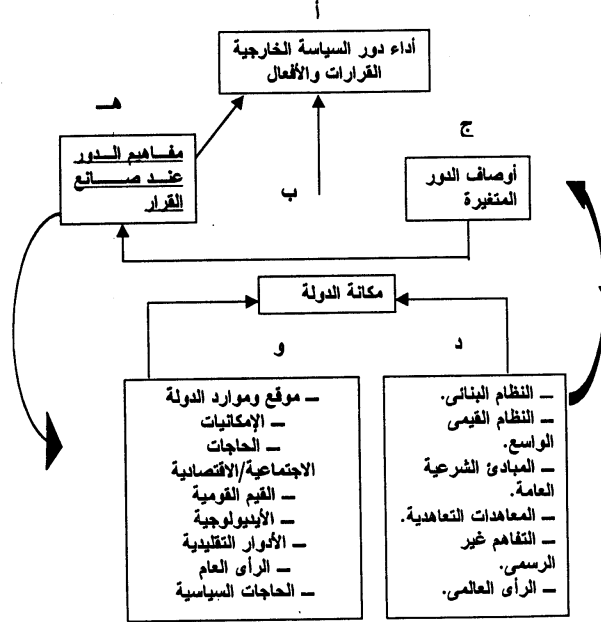 أ
أداء دور السياسة الخارجية
القرارات والأفعال
هـ
مفاهيم الدور
عند صانع
القرار
ب
ج
أوصاف الدور
المتغيرة
مكانة الدولة
و
د
ـ موقع وموارد الدولة
ـ الإمكانيات
ـ الحاجات
الاجتماعية/الاقتصادية
ـ القيم القومية
ـ الأيديولوجية
ـ الأدوار التقليدية
ـ الرأى العام
ـ الحاجات السياسية
ـ النظام البنائى.
ـ النظام القيمى
الواسع.
ـ المبادئ الشرعية
العامة.
ـ المعاهدات التعاهدية.
ـ التفاهم غير
الرسمى.
ـ الرأى العالمى.